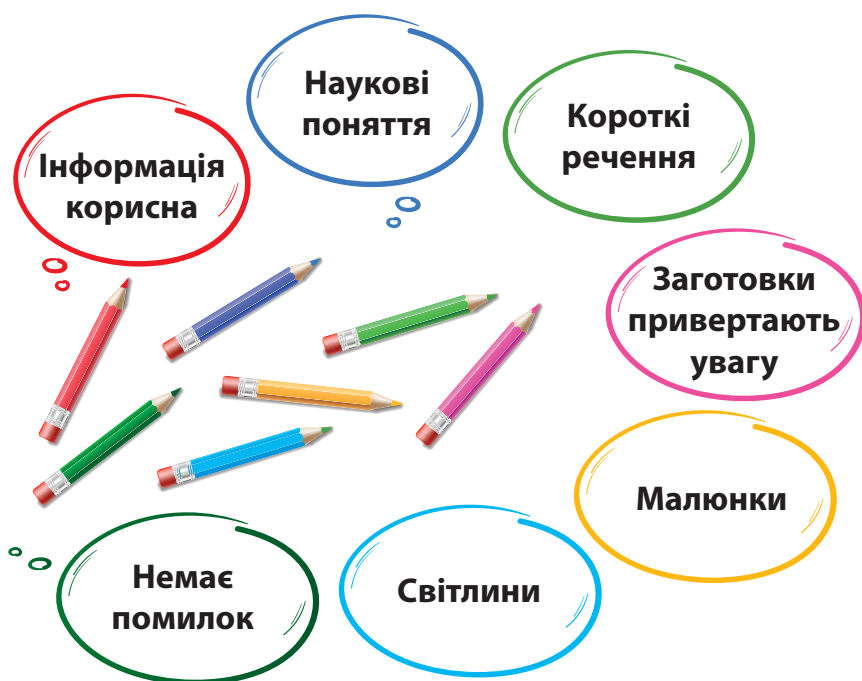 Наукові
поняття
Короткі
речення
Інформація
корисна
Заготовки
привертають
увагу
Малюнки
Немає
помилок
Світлини